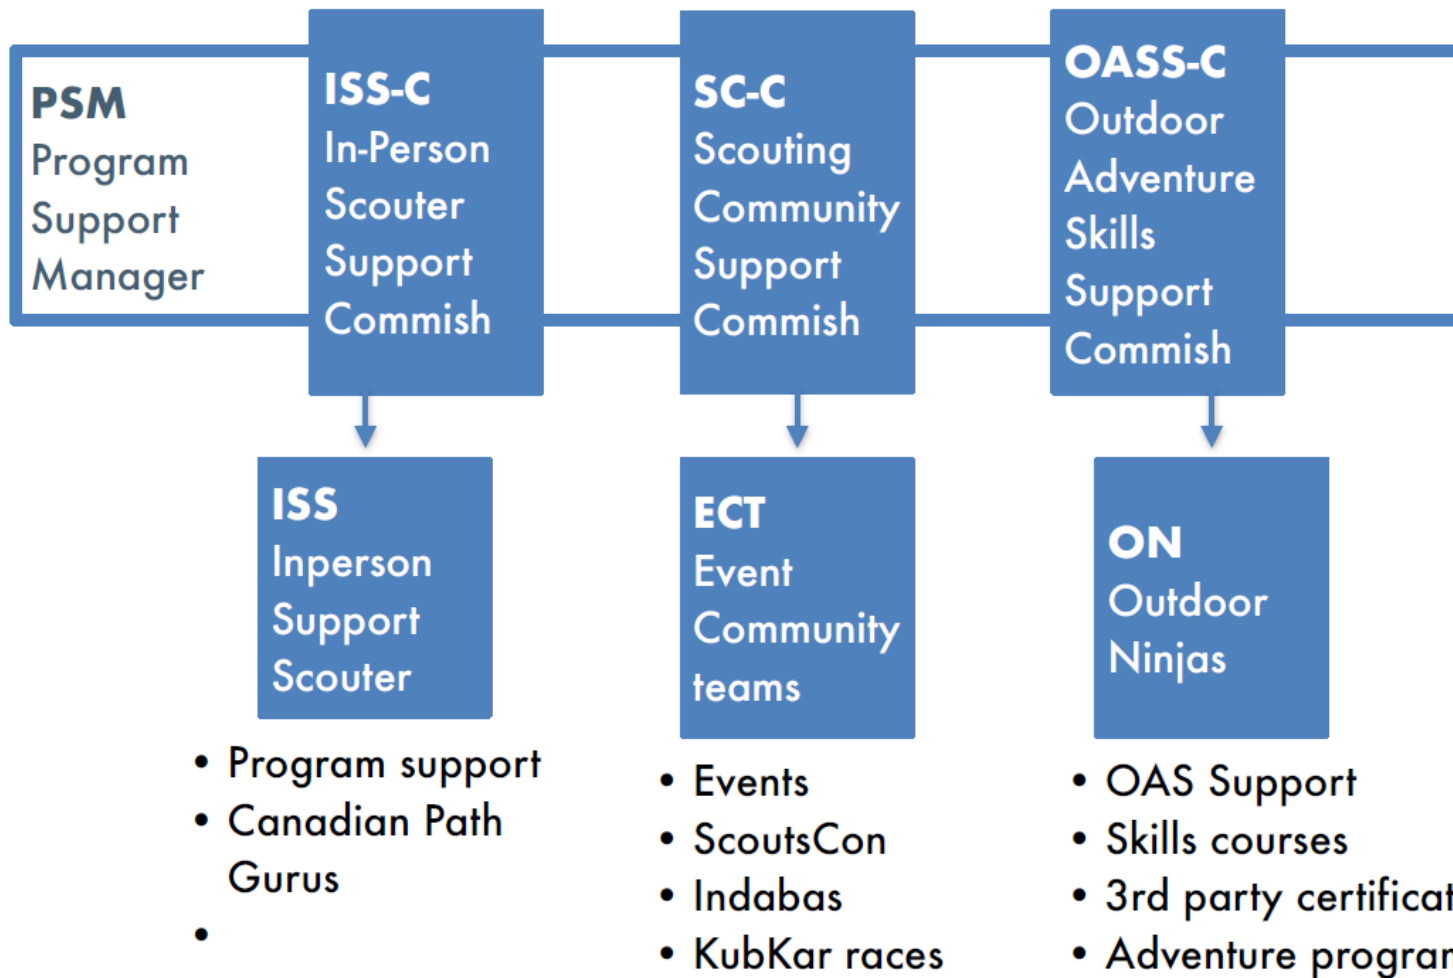 PSM
Program
Support
Manager
ISS-C
In-Person
Scouter
Support
Commish
SC-C
Scouting
Community
Support
Commish
OASS-C
Outdoor
Adventure
Skills
Support
Commish
ISS
Inperson
Support
Scouter
• Program support
• Canadian Path
Gurus
•
ECT
Event
Community
teams
• Events
• ScoutsCon
• Indabas
• KubKar races
ON
Outdoor
Ninjas
• OAS Support
• Skills courses
• 3rd party
• Adventure